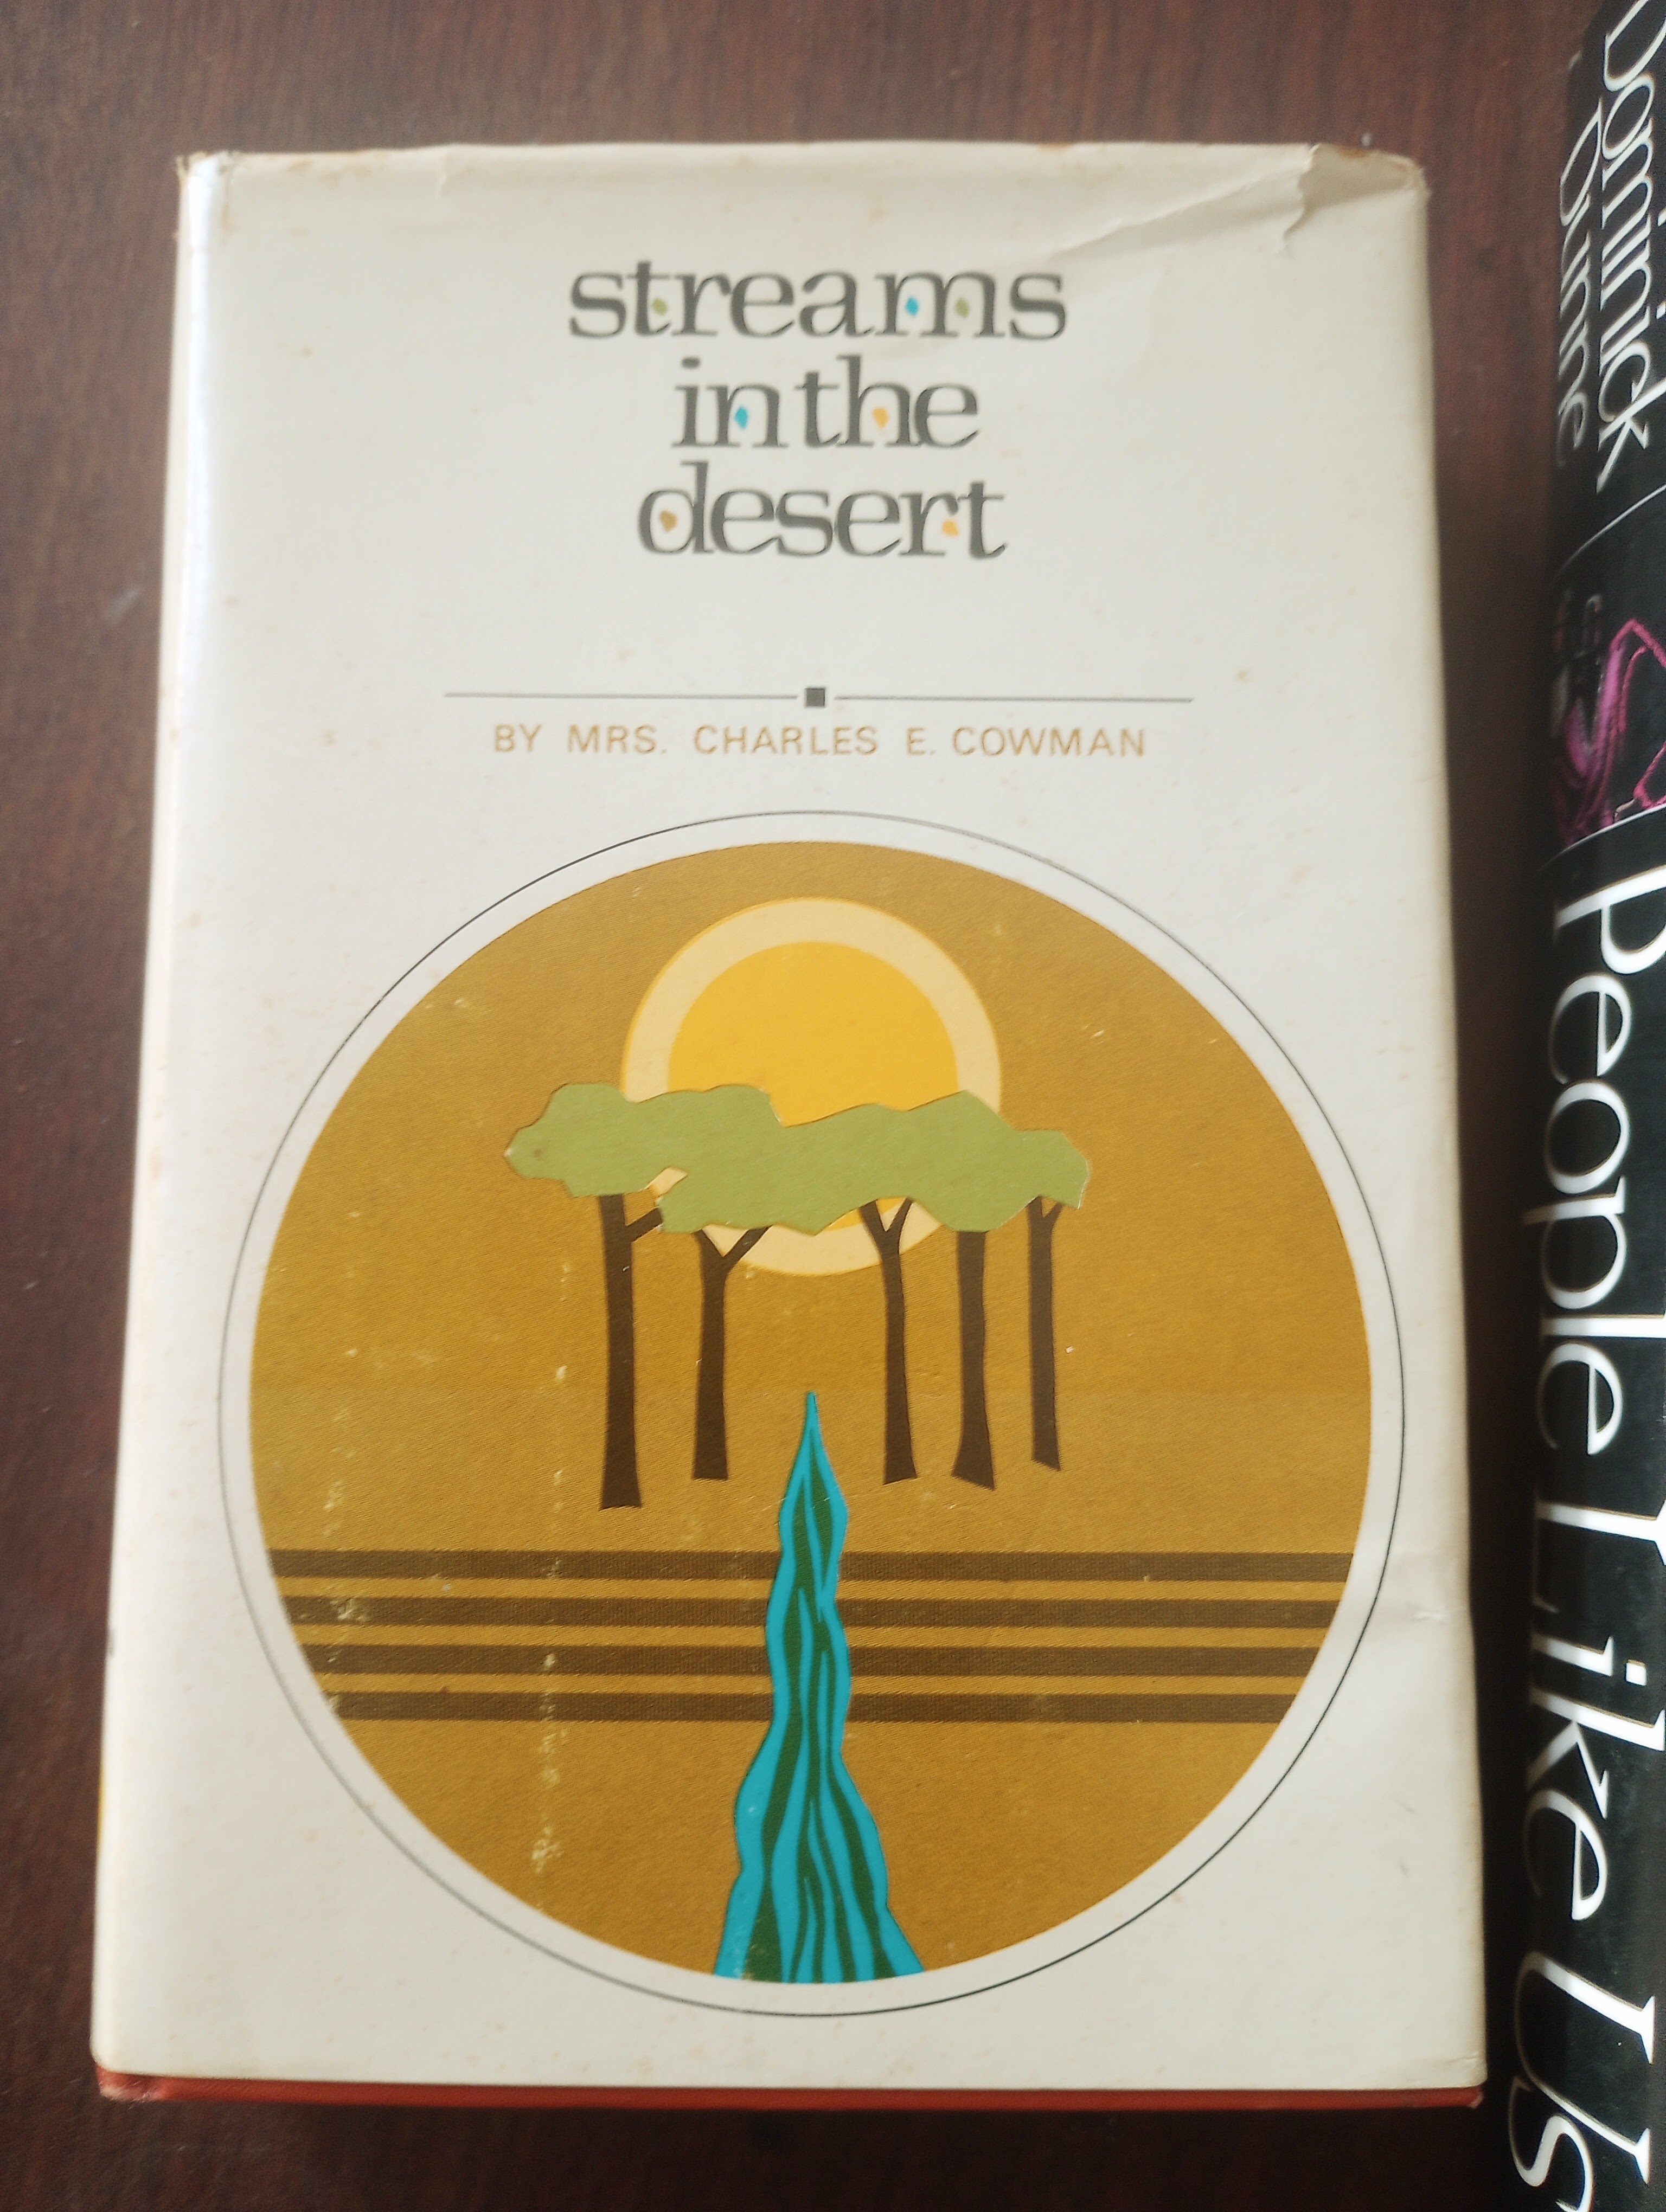 streams
in the
desert
BY MRS. CHARLES E. COWMAN
Dominick
Dunne
People Like Us